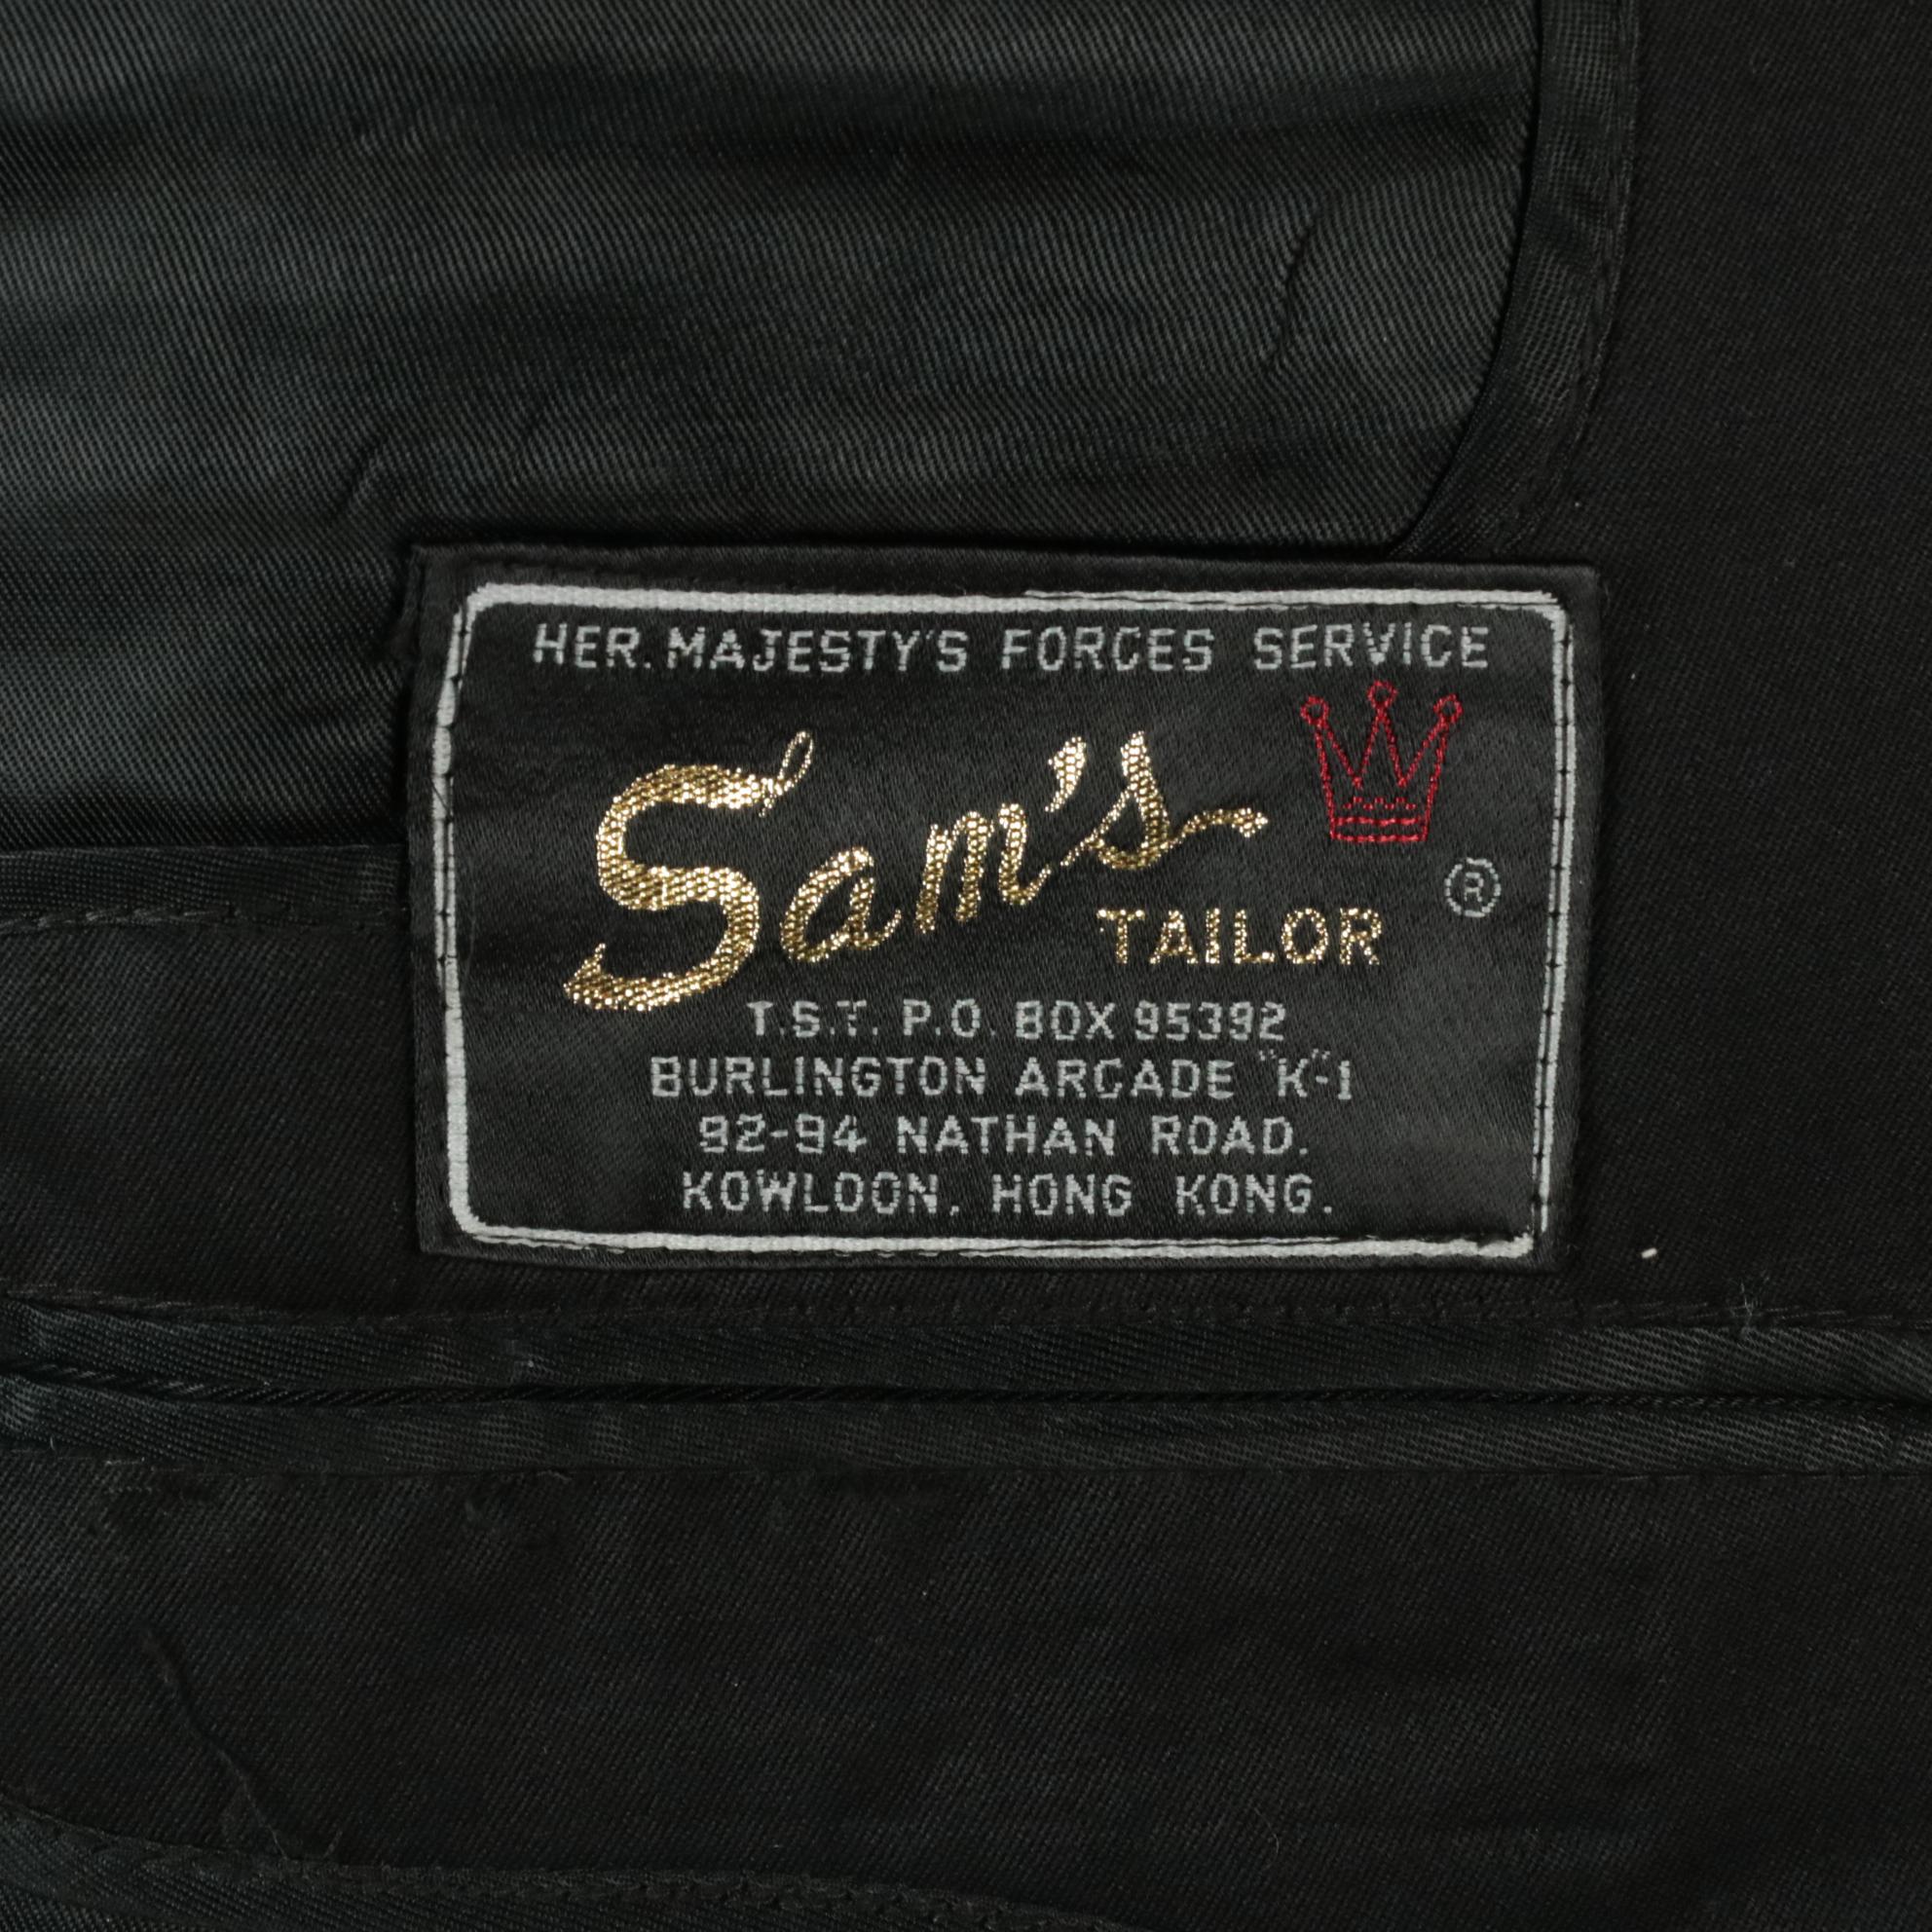 HER. MAJESTY'S FORCES SERVICE
Sam's
TAILOR
®
T.S.T. P.O. BOX 95392
BURLINGTON ARCADE "K"-1
92-94 NATHAN ROAD.
KOWLOON. HONG KONG.